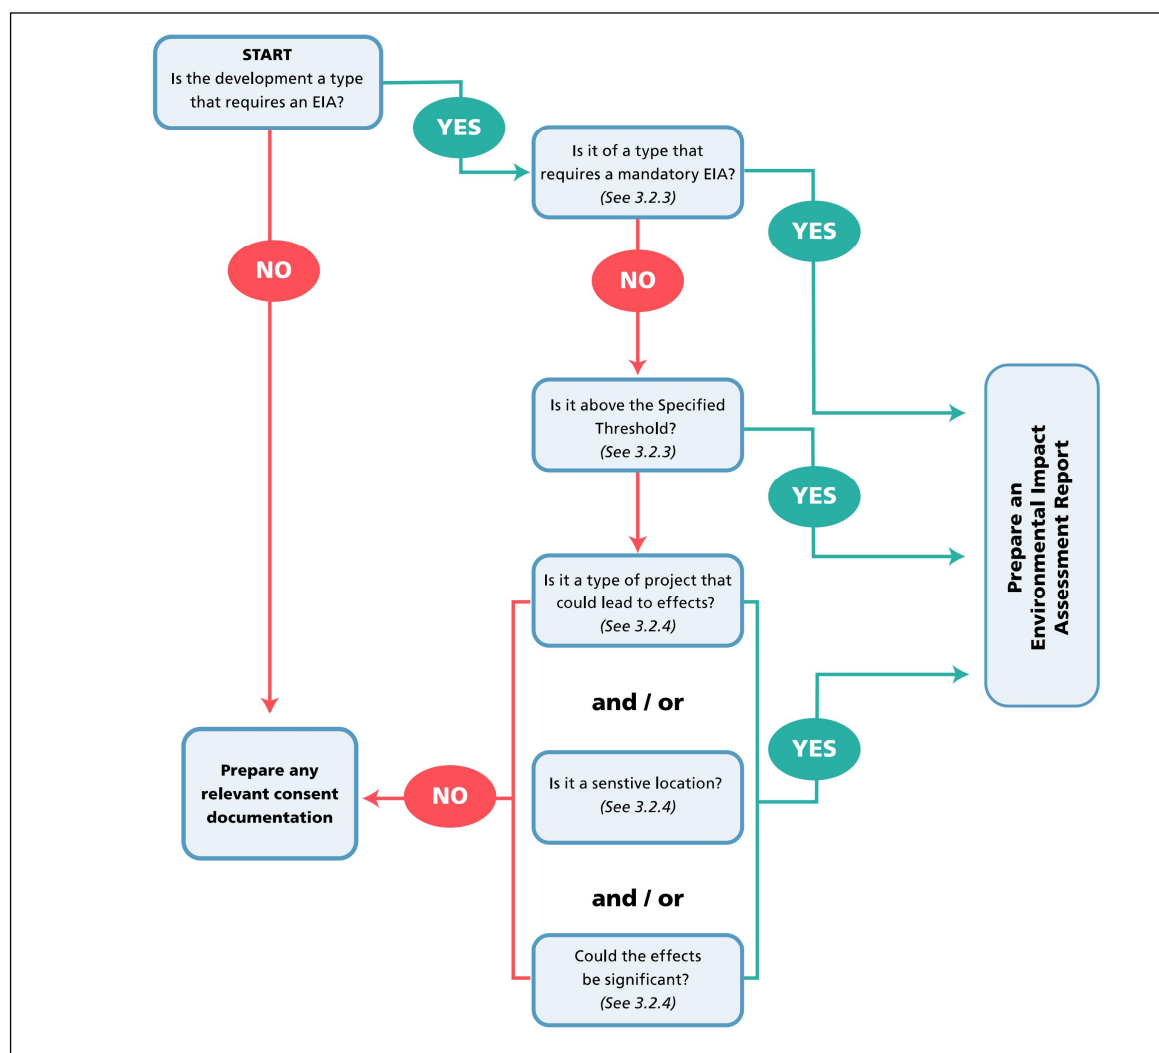 START
Is the development a type
that requires an EIA?
YES
Is it of a type that
requires a mandatory EIA?
(See 3.2.3)
YES
NO
NO
Is it above the Specified
Threshold?
(See 3.2.3)
YES
Prepare an
Environmental Impact
Assessment Report
Is it a type of project that
could lead to effects?
(See 3.2.4)
and / or
YES
Prepare any
relevant consent
documentation
NO
Is it a senstive location?
(See 3.2.4)
and / or
Could the effects
be significant?
(See 3.2.4)